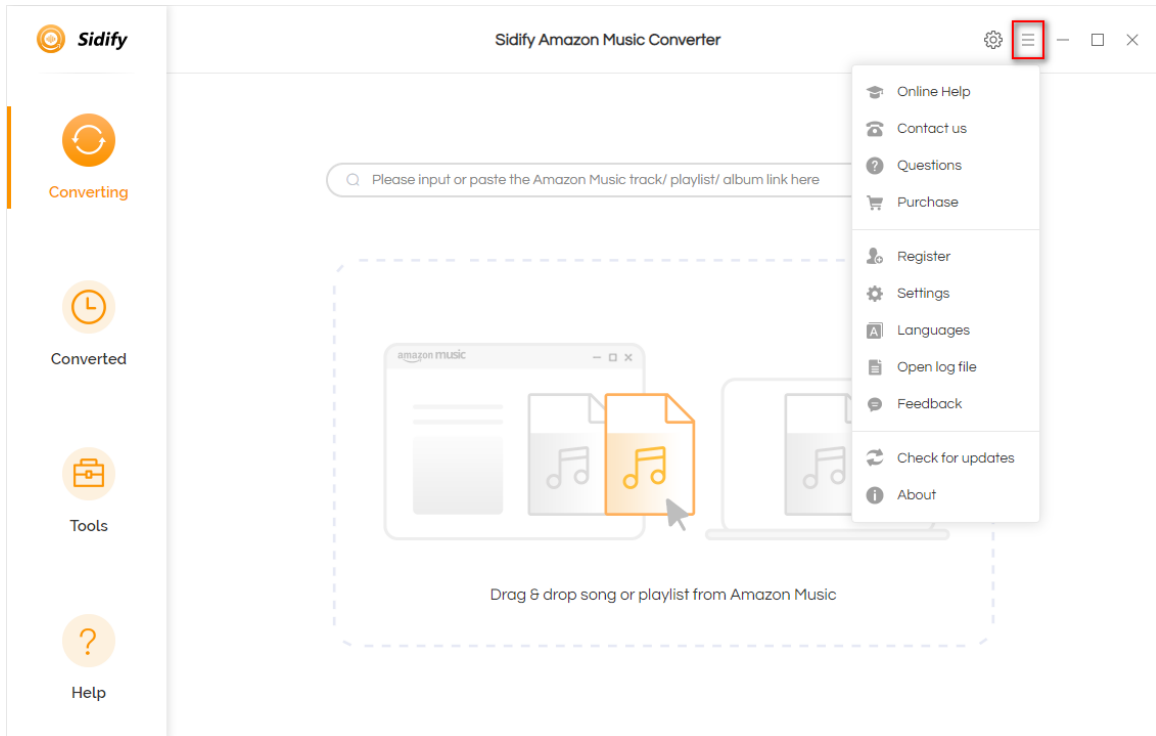 Sidify
Sidify Amazon Music Converter
Converting
Converted
Tools
Help
Please input or paste the Amazon Music track/ playlist/ album link here
amazon music
Drag & drop song or playlist from Amazon Music
Online Help
Contact us
Questions
Purchase
Register
Settings
Languages
Open log file
Feedback
Check for updates
About